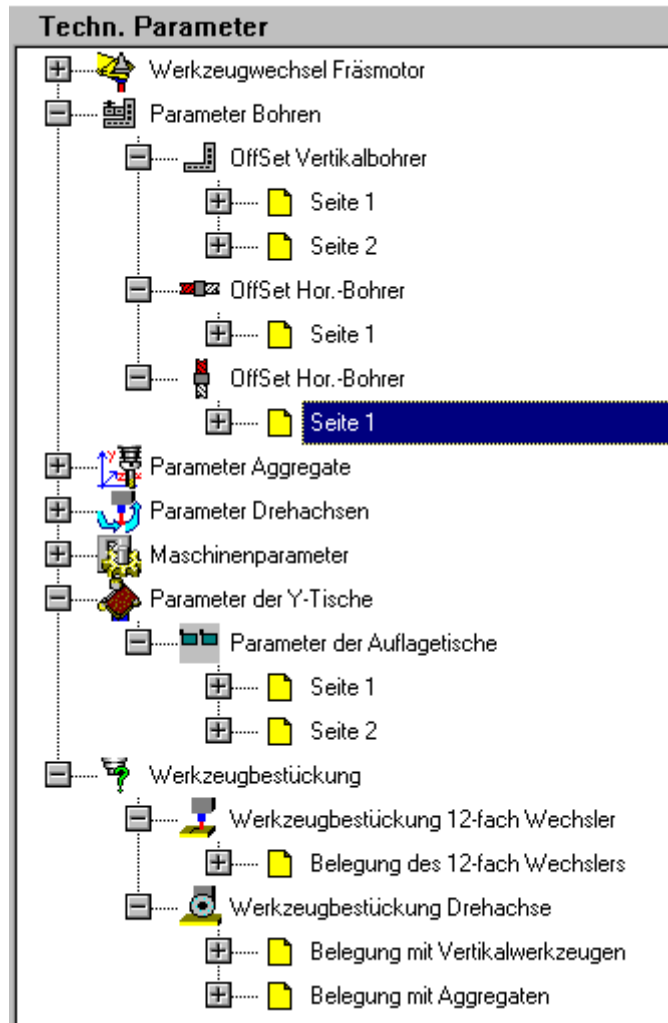 Techn. Parameter
Werkzeugwechsel Fräsmotor
Parameter Bohren
OffSet Vertikalbohrer
Seite 1
Seite 2
OffSet Hor.-Bohrer
Seite 1
OffSet Hor.-Bohrer
Seite 1
Parameter Aggregate
Parameter Drehachsen
Maschinenparameter
Parameter der Y-Tische
Parameter der Auflagetische
Seite 1
Seite 2
Werkzeugbestückung
Werkzeugbestückung 12-fach Wechsler
Belegung des 12-fach Wechslers
Werkzeugbestückung Drehachse
Belegung mit Vertikalwerkzeugen
Belegung mit Aggregaten